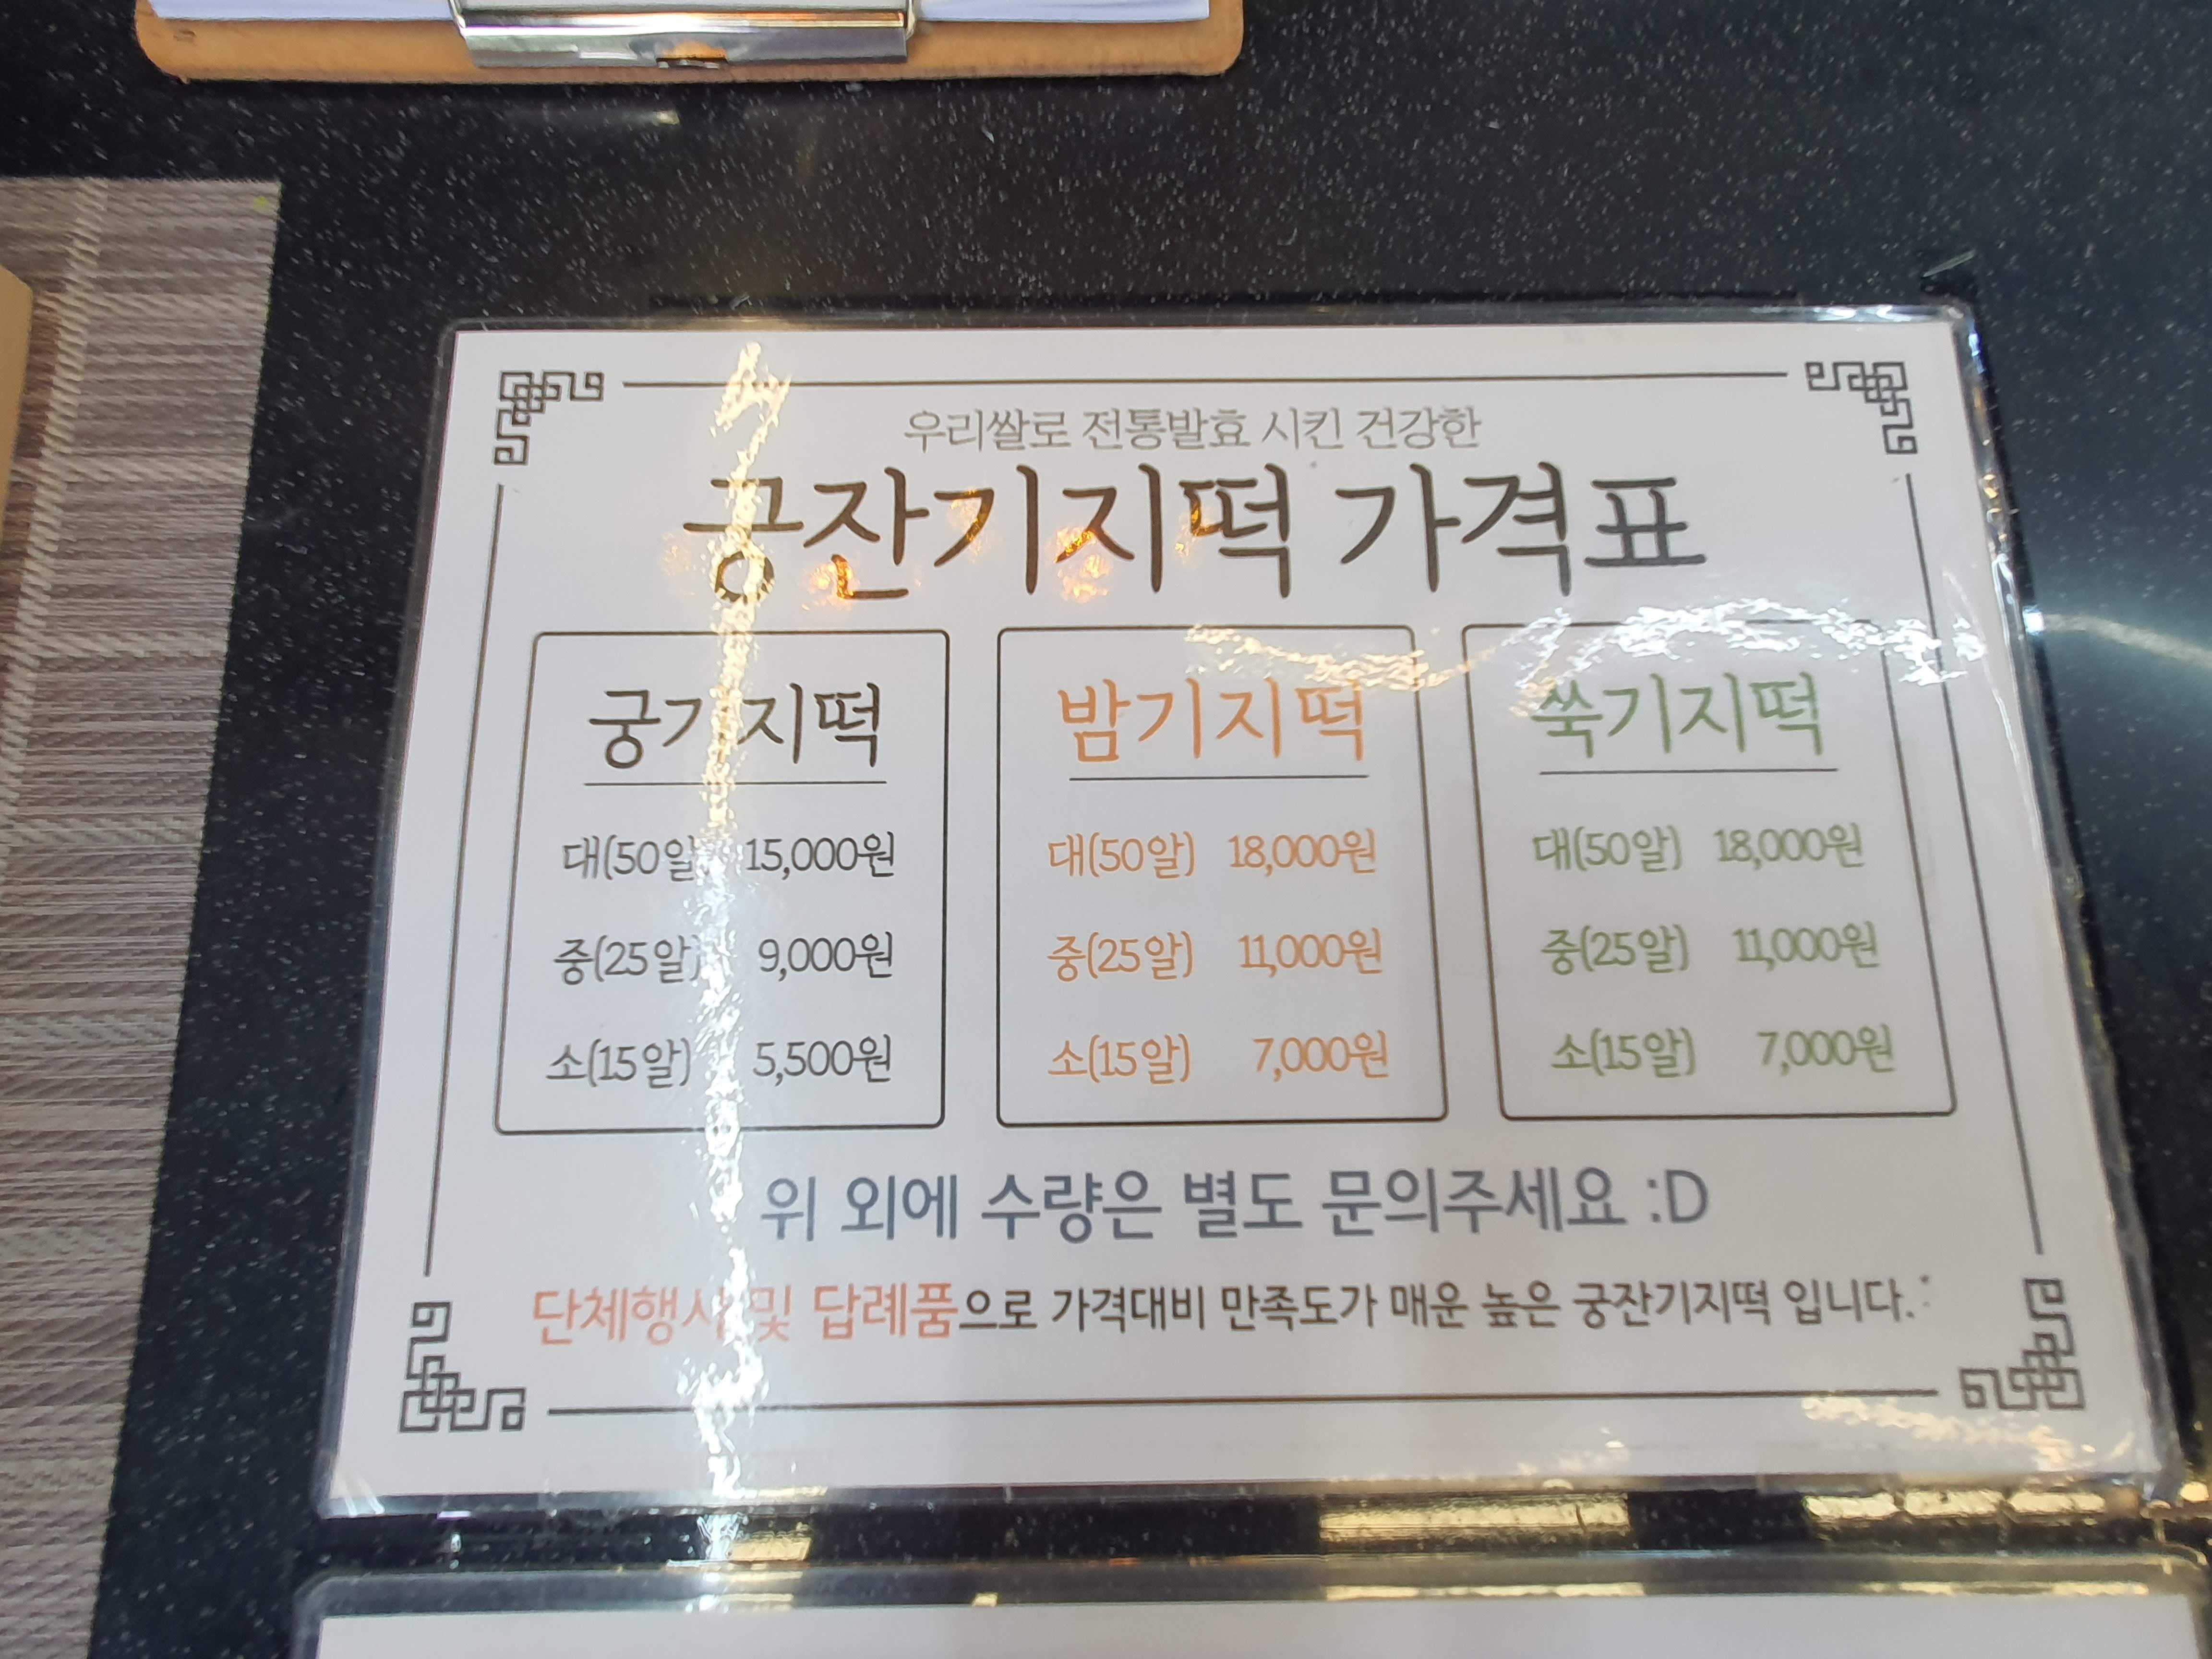 우리쌀로 전통발효 시킨 건강한
궁잔기지떡 가격표
궁기지떡
대(50알) 15,000원
중(25알) 9,000원
소(15알) 5,500원
밤기지떡
대(50알) 18,000원
중(25알) 11,000원
소(15알) 7,000원
쑥기지떡
대(50알) 18,000원
중(25알) 11,000원
소(15알) 7,000원
위 외에 수량은 별도 문의주세요 :D
단체행사 및 답례품으로 가격대비 만족도가 매운 높은 궁잔기지떡 입니다.